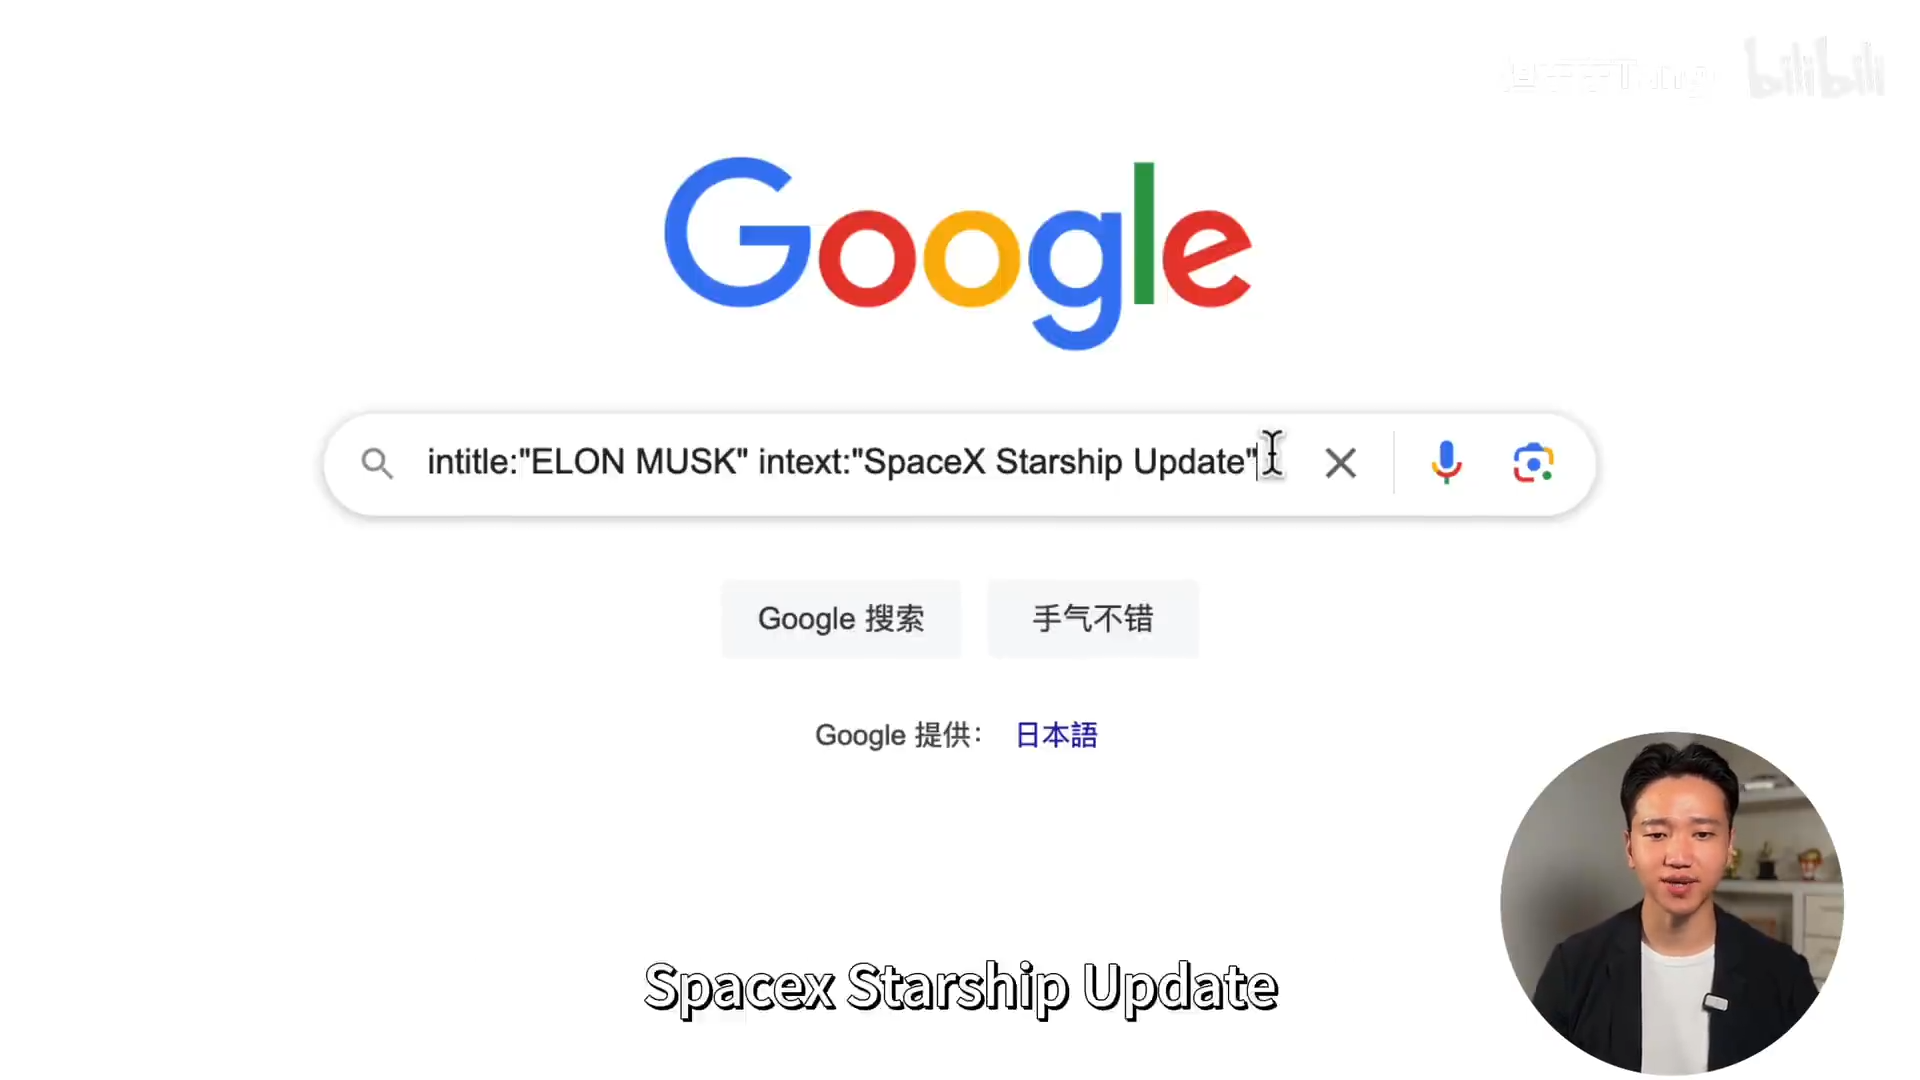 bilibili
Google
intitle:"ELON MUSK" intext:"SpaceX Starship Update"
Google 搜索
手气不错
Google 提供： 日本語
Spacex Starship Update